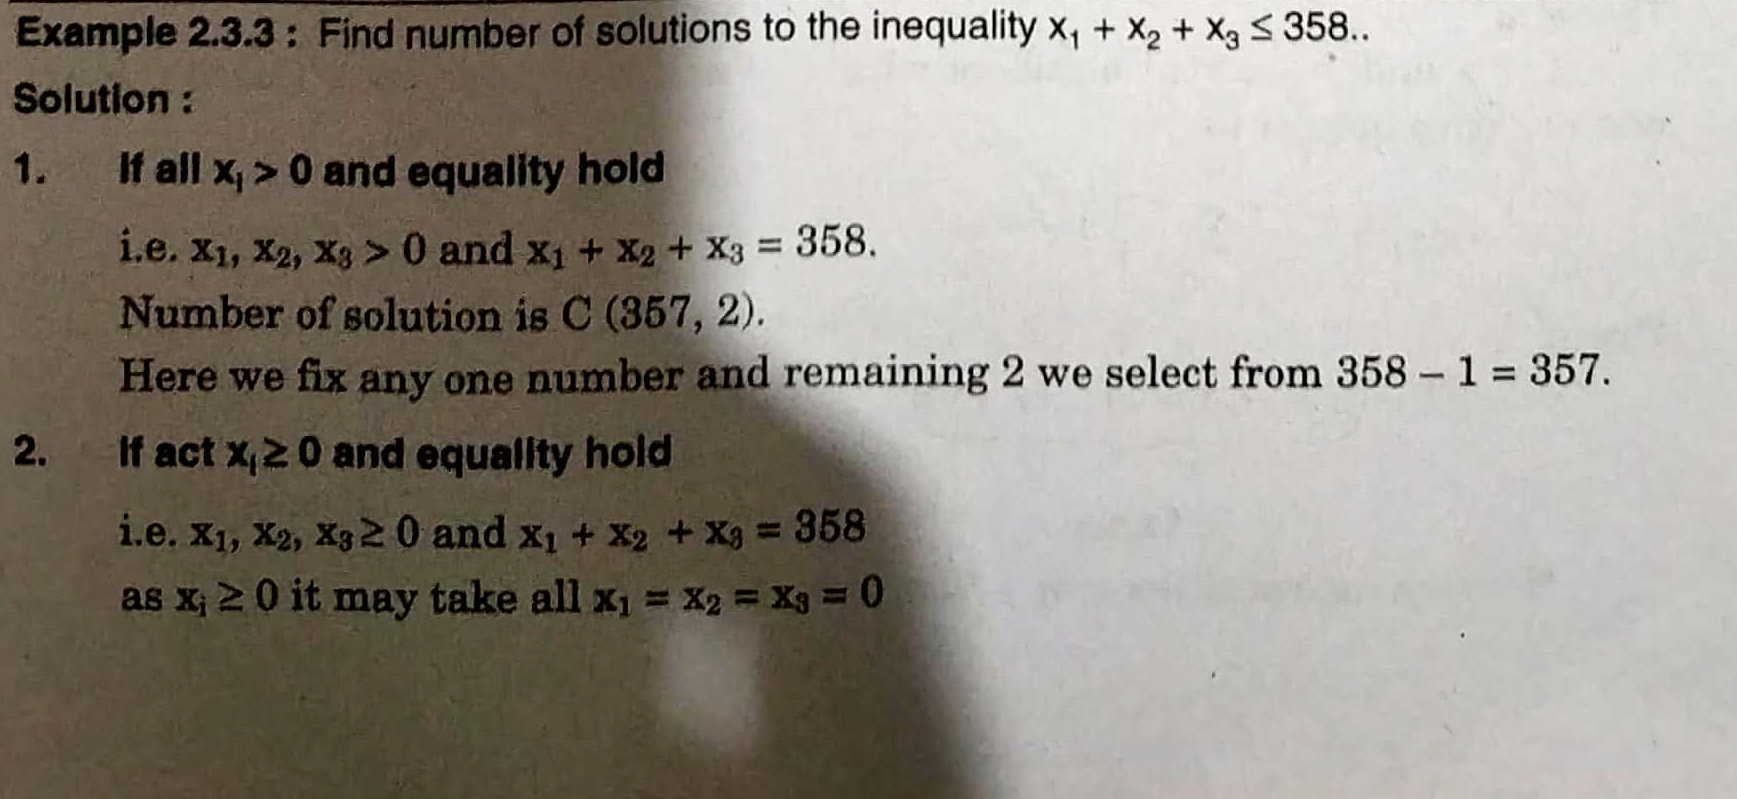 Example 2.3.3 : Find number of solutions to the inequality x₁ + x₂ + x₃ ≤ 358..
Solution :
1. If all xᵢ > 0 and equality hold
i.e. x₁, x₂, x₃ > 0 and x₁ + x₂ + x₃ = 358.
Number of solution is C (357, 2).
Here we fix any one number and remaining 2 we select from 358 – 1 = 357.
2. If act xᵢ ≥ 0 and equality hold
i.e. x₁, x₂, x₃ ≥ 0 and x₁ + x₂ + x₃ = 358
as xᵢ ≥ 0 it may take all x₁ = x₂ = x₃ = 0